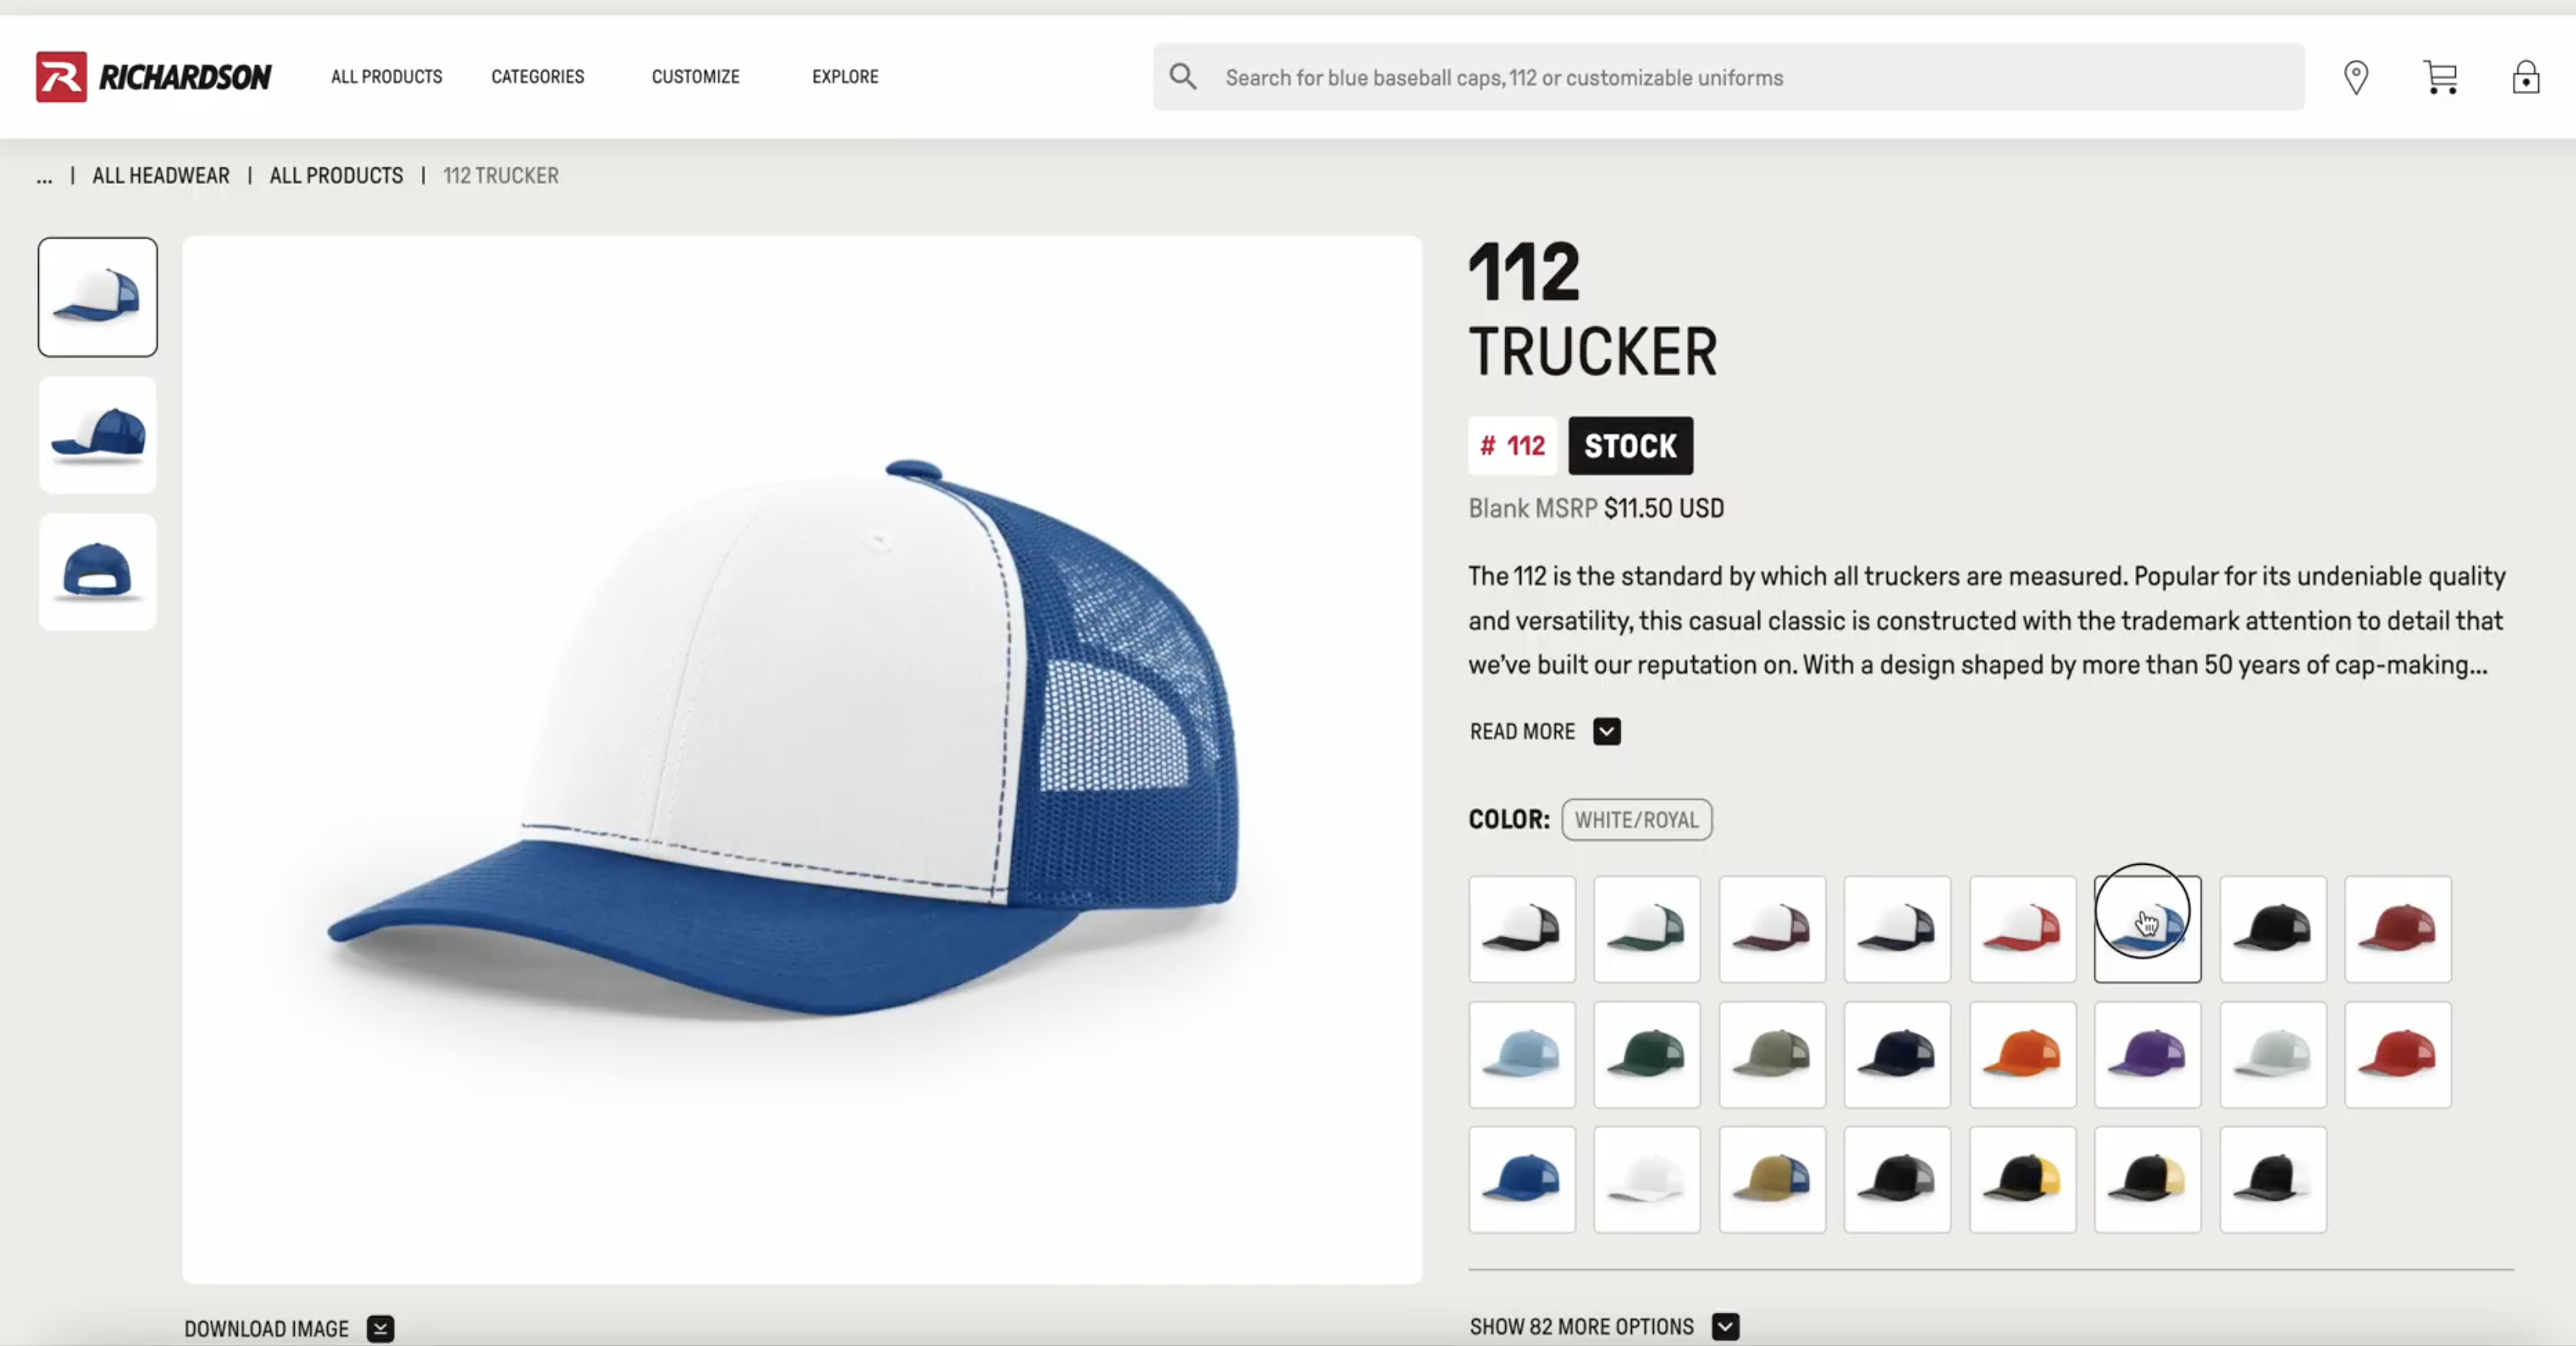 RICHARDSON
ALL PRODUCTS
CATEGORIES
CUSTOMIZE
EXPLORE
Search for blue baseball caps, 112 or customizable uniforms
... | ALL HEADWEAR | ALL PRODUCTS | 112 TRUCKER
112
TRUCKER
# 112
STOCK
Blank MSRP $11.50 USD
The 112 is the standard by which all truckers are measured. Popular for its undeniable quality
and versatility, this casual classic is constructed with the trademark attention to detail that
we've built our reputation on. With a design shaped by more than 50 years of cap-making...
READ MORE
COLOR: WHITE/ROYAL
DOWNLOAD IMAGE
SHOW 82 MORE OPTIONS